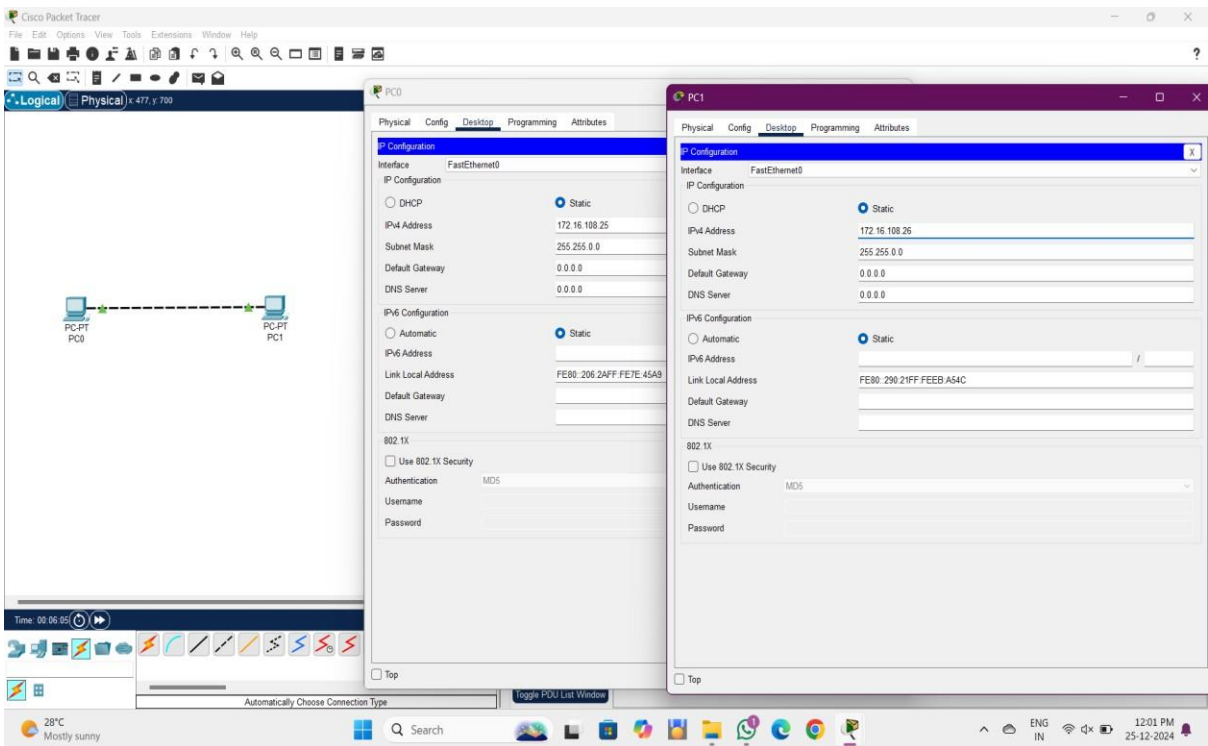 Cisco Packet Tracer
File Edit Options View Tools Extensions Window Help
?
Logical Physical x: 477, y: 700
PC-PT
PC0
PC-PT
PC1
PC0
Physical Config Desktop Programming Attributes
IP Configuration
Interface FastEthernet0
IP Configuration
DHCP Static
IPv4 Address 172.16.108.25
Subnet Mask 255.255.0.0
Default Gateway 0.0.0.0
DNS Server 0.0.0.0
IPv6 Configuration
Automatic Static
IPv6 Address
Link Local Address FE80::206:2AFF:FE7E:45A9
Default Gateway
DNS Server
802.1X
Use 802.1X Security
Authentication MD5
Username
Password
Top
PC1
Physical Config Desktop Programming Attributes
IP Configuration X
Interface FastEthernet0
IP Configuration
DHCP Static
IPv4 Address 172.16.108.26
Subnet Mask 255.255.0.0
Default Gateway 0.0.0.0
DNS Server 0.0.0.0
IPv6 Configuration
Automatic Static
IPv6 Address /
Link Local Address FE80::290:21FF:FEEB:A54C
Default Gateway
DNS Server
802.1X
Use 802.1X Security
Authentication MD5
Username
Password
Top
Time: 00:06:05
Automatically Choose Connection Type
Toggle PDU List Window
28°C
Mostly sunny
Search
ENG
IN
12:01 PM
25-12-2024